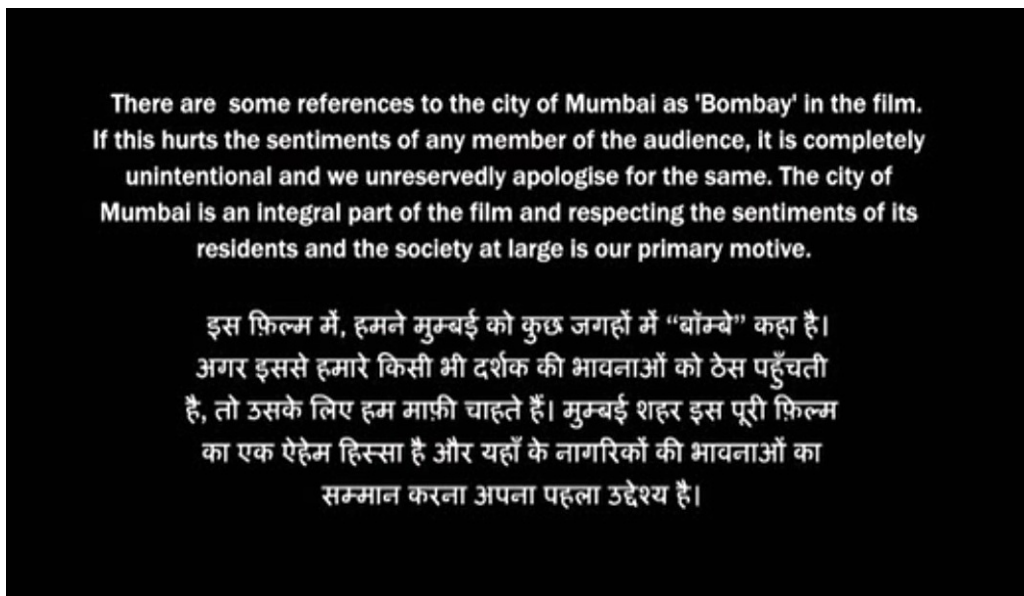 There are  some references to the city of Mumbai as 'Bombay' in the film.
If this hurts the sentiments of any member of the audience, it is completely
unintentional and we unreservedly apologise for the same. The city of
Mumbai is an integral part of the film and respecting the sentiments of its
residents and the society at large is our primary motive.
इस फ़िल्म में, हमने मुम्बई को कुछ जगहों में “बॉम्बे” कहा है।
अगर इससे हमारे किसी भी दर्शक की भावनाओं को ठेस पहुँचती
है, तो उसके लिए हम माफ़ी चाहते हैं। मुम्बई शहर इस पूरी फ़िल्म
का एक ऐहेम हिस्सा है और यहाँ के नागरिकों की भावनाओं का
सम्मान करना अपना पहला उद्देश्य है।